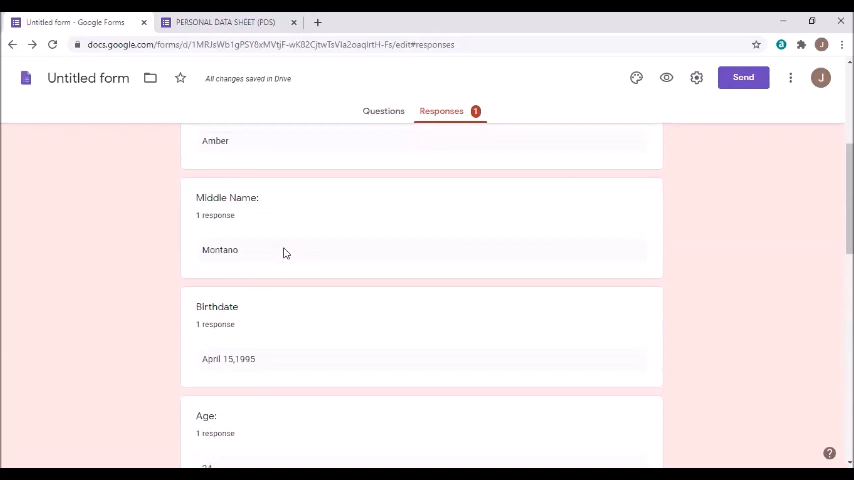 Untitled form - Google Forms
PERSONAL DATA SHEET (PDS)
docs.google.com/forms/d/1MRJsWb1gPSY8xMVtjF-wK82CjtwTsVla2oaqlrtH-Fs/edit#responses
a
J
Untitled form
All changes saved in Drive
Send
J
Questions
Responses 1
Amber
Middle Name:
1 response
Montano
Birthdate
1 response
April 15,1995
Age:
1 response